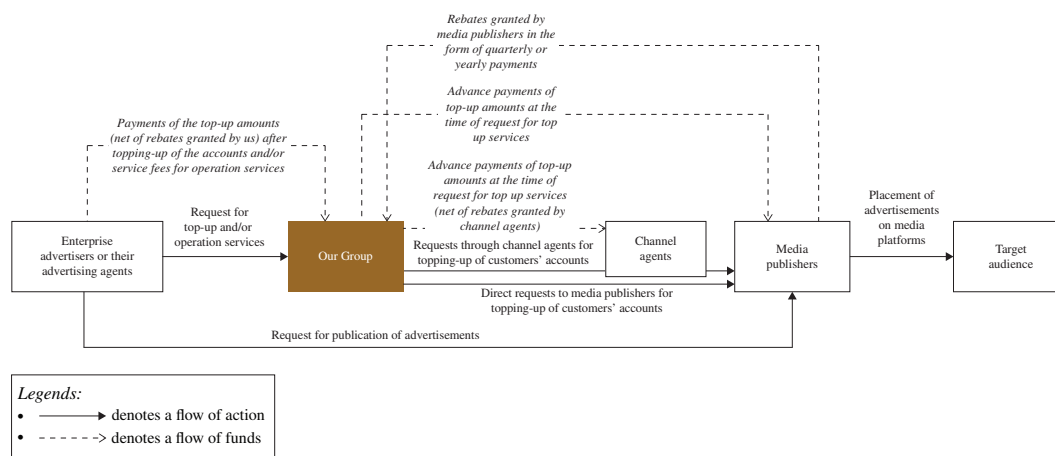 Rebates granted by
media publishers in the
form of quarterly or
yearly payments
Advance payments of
top-up amounts at the
time of request for top
up services
Payments of the top-up amounts
(net of rebates granted by us) after
topping-up of the accounts and/or
service fees for operation services
Advance payments of top-up
amounts at the time of
request for top up services
(net of rebates granted by
channel agents)
Enterprise
advertisers or their
advertising agents
Request for
top-up and/or
operation services
Our Group
Requests through channel agents for
topping-up of customers' accounts
Channel
agents
Direct requests to media publishers for
topping-up of customers' accounts
Media
publishers
Placement of
advertisements
on media
platforms
Target
audience
Request for publication of advertisements
Legends:
• denotes a flow of action
• denotes a flow of funds